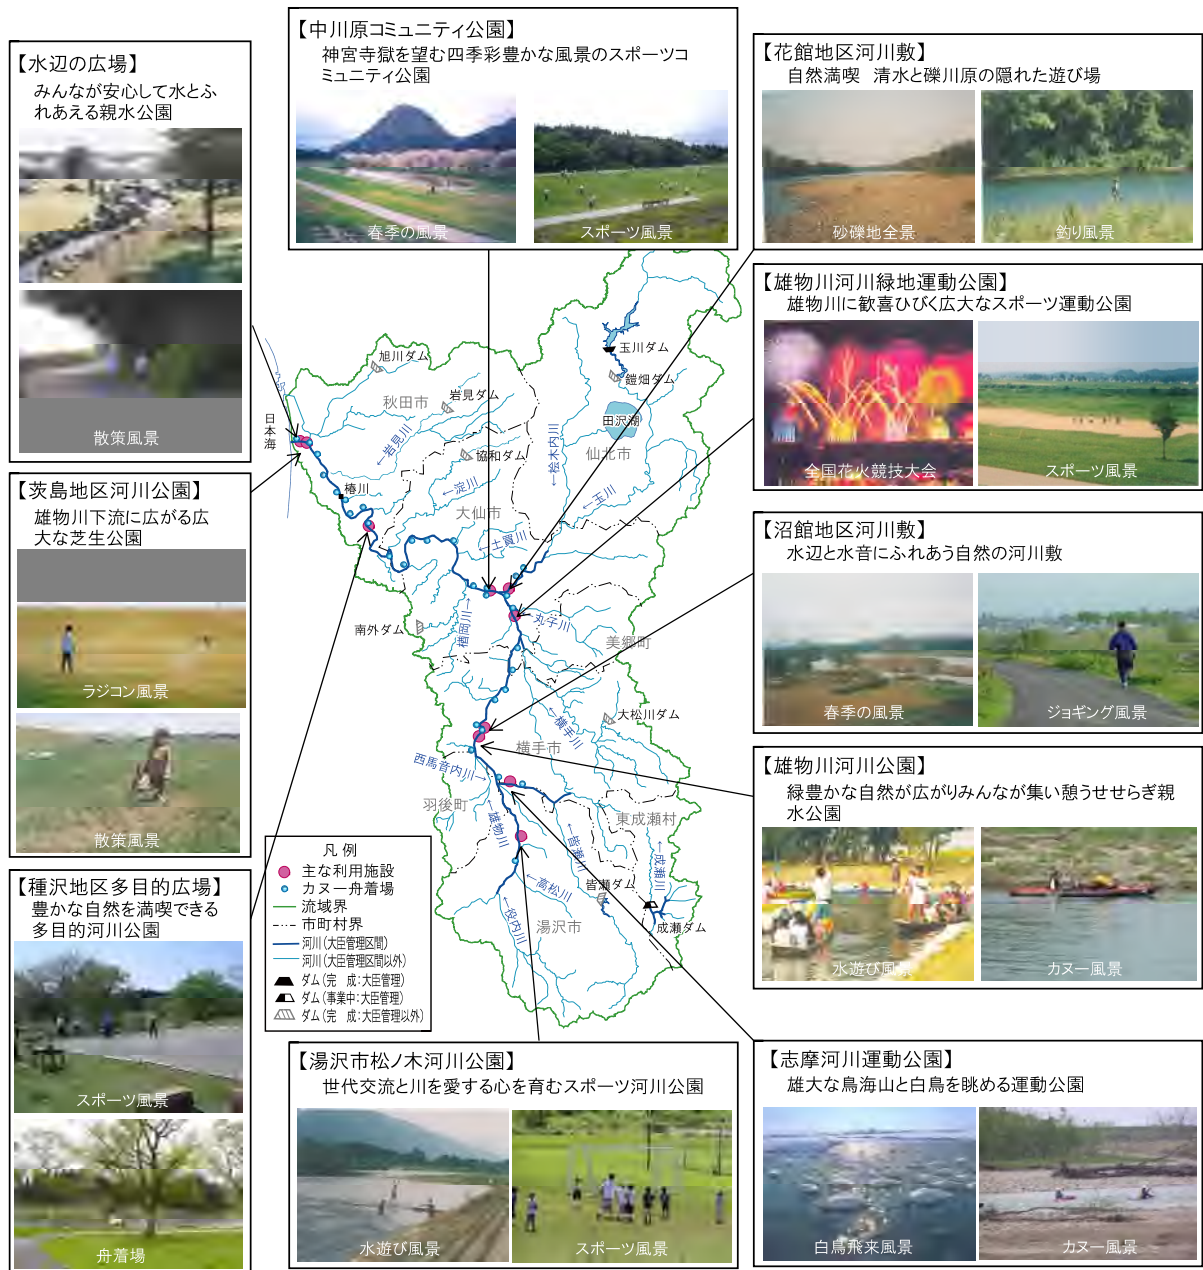 【水辺の広場】
みんなが安心して水とふ
れあえる親水公園
散策風景
【茨島地区河川公園】
雄物川下流に広がる広
大な芝生公園
ラジコン風景
散策風景
【種沢地区多目的広場】
豊かな自然を満喫できる
多目的河川公園
スポーツ風景
舟着場
【中川原コミュニティ公園】
神宮寺獄を望む四季彩豊かな風景のスポーツコ
ミュニティ公園
春季の風景
スポーツ風景
【花館地区河川敷】
自然満喫 清水と礫川原の隠れた遊び場
砂礫地全景
釣り風景
【雄物川河川緑地運動公園】
雄物川に歓喜ひびく広大なスポーツ運動公園
全国花火競技大会
スポーツ風景
【沼館地区河川敷】
水辺と水音にふれあう自然の河川敷
春季の風景
ジョギング風景
【雄物川河川公園】
緑豊かな自然が広がりみんなが集い憩うせせらぎ親
水公園
水遊び風景
カヌー風景
【志摩河川運動公園】
雄大な鳥海山と白鳥を眺める運動公園
白鳥飛来風景
カヌー風景
【湯沢市松ノ木河川公園】
世代交流と川を愛する心を育むスポーツ河川公園
水遊び風景
スポーツ風景
玉川ダム
旭川ダム
鎧畑ダム
岩見ダム
秋田市
田沢湖
日本海
←岩見川
協和ダム
←桧木内川
仙北市
椿川
←淀川
←玉川
大仙市
←土買川
楢岡川→
←丸子川
南外ダム
美郷町
大松川ダム
←横手川
横手市
西馬音内川→
羽後町
←雄物川
東成瀬村
←皆瀬川
←成瀬川
皆瀬ダム
←高松川
←役内川
湯沢市
成瀬ダム
凡例
主な利用施設
カヌー舟着場
流域界
市町村界
河川(大臣管理区間)
河川(大臣管理区間以外)
ダム(完 成:大臣管理)
ダム(事業中:大臣管理)
ダム(完 成:大臣管理以外)